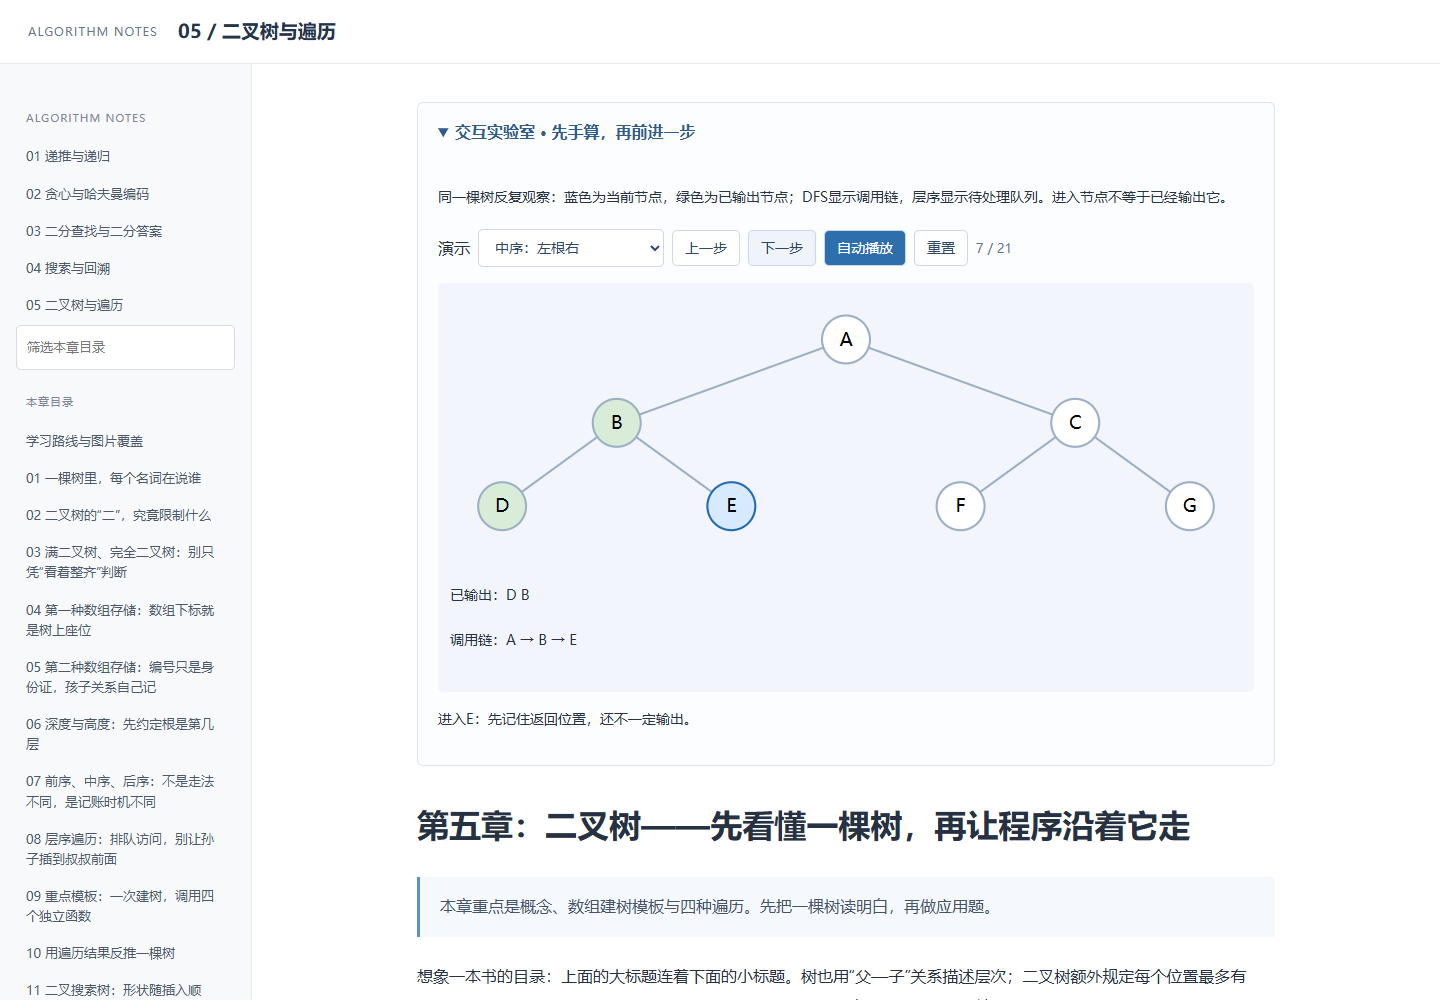 ALGORITHM NOTES 05 / 二叉树与遍历
ALGORITHM NOTES
01 递推与递归
02 贪心与哈夫曼编码
03 二分查找与二分答案
04 搜索与回溯
05 二叉树与遍历
筛选本章目录
本章目录
学习路线与图片覆盖
01 一棵树里，每个名词在说谁
02 二叉树的“二”，究竟限制什么
03 满二叉树、完全二叉树：别只
凭“看着整齐”判断
04 第一种数组存储：数组下标就
是树上座位
05 第二种数组存储：编号只是身
份证，孩子关系自己记
06 深度与高度：先约定根是第几
层
07 前序、中序、后序：不是走法
不同，是记账时机不同
08 层序遍历：排队访问，别让孙
子插到叔叔前面
09 重点模板：一次建树，调用四
个独立函数
10 用遍历结果反推一棵树
11 二叉搜索树：形状随插入顺
▼ 交互实验室 • 先手算，再前进一步
同一棵树反复观察：蓝色为当前节点，绿色为已输出节点；DFS显示调用链，层序显示待处理队列。进入节点不等于已经输出它。
演示 中序：左根右 上一步 下一步 自动播放 重置 7 / 21
A
B C
D E F G
已输出：D B
调用链：A → B → E
进入E：先记住返回位置，还不一定输出。
第五章：二叉树——先看懂一棵树，再让程序沿着它走
本章重点是概念、数组建树模板与四种遍历。先把一棵树读明白，再做应用题。
想象一本书的目录：上面的大标题连着下面的小标题。树也用“父—子”关系描述层次；二叉树额外规定每个位置最多有